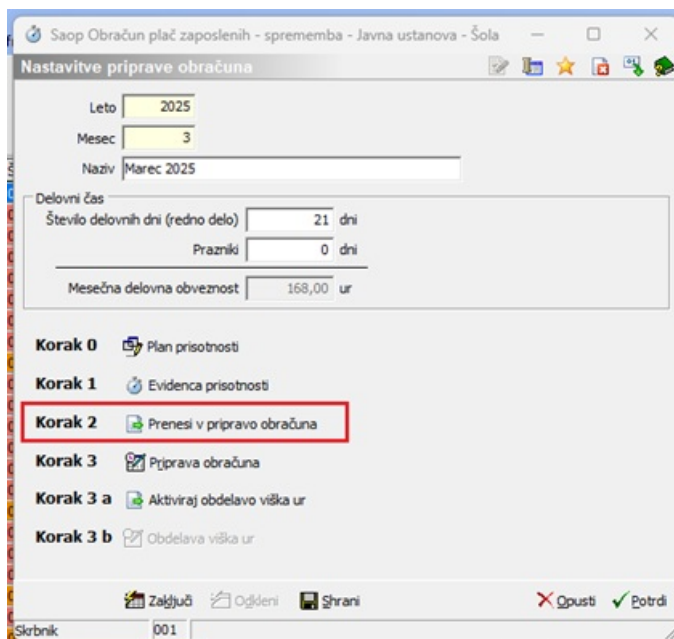 Saop Obračun plač zaposlenih - sprememba - Javna ustanova - Šola
Nastavitve priprave obračuna
Leto 2025
Mesec 3
Naziv Marec 2025
Delovni čas
Število delovnih dni (redno delo) 21 dni
Prazniki 0 dni
Mesečna delovna obveznost 168,00 ur
Korak 0 Plan prisotnosti
Korak 1 Evidenca prisotnosti
Korak 2 Prenesi v pripravo obračuna
Korak 3 Priprava obračuna
Korak 3 a Aktiviraj obdelavo viška ur
Korak 3 b Obdelava viška ur
Zaključi Odkleni Shrani Opusti Potrdi
Skrbnik 001